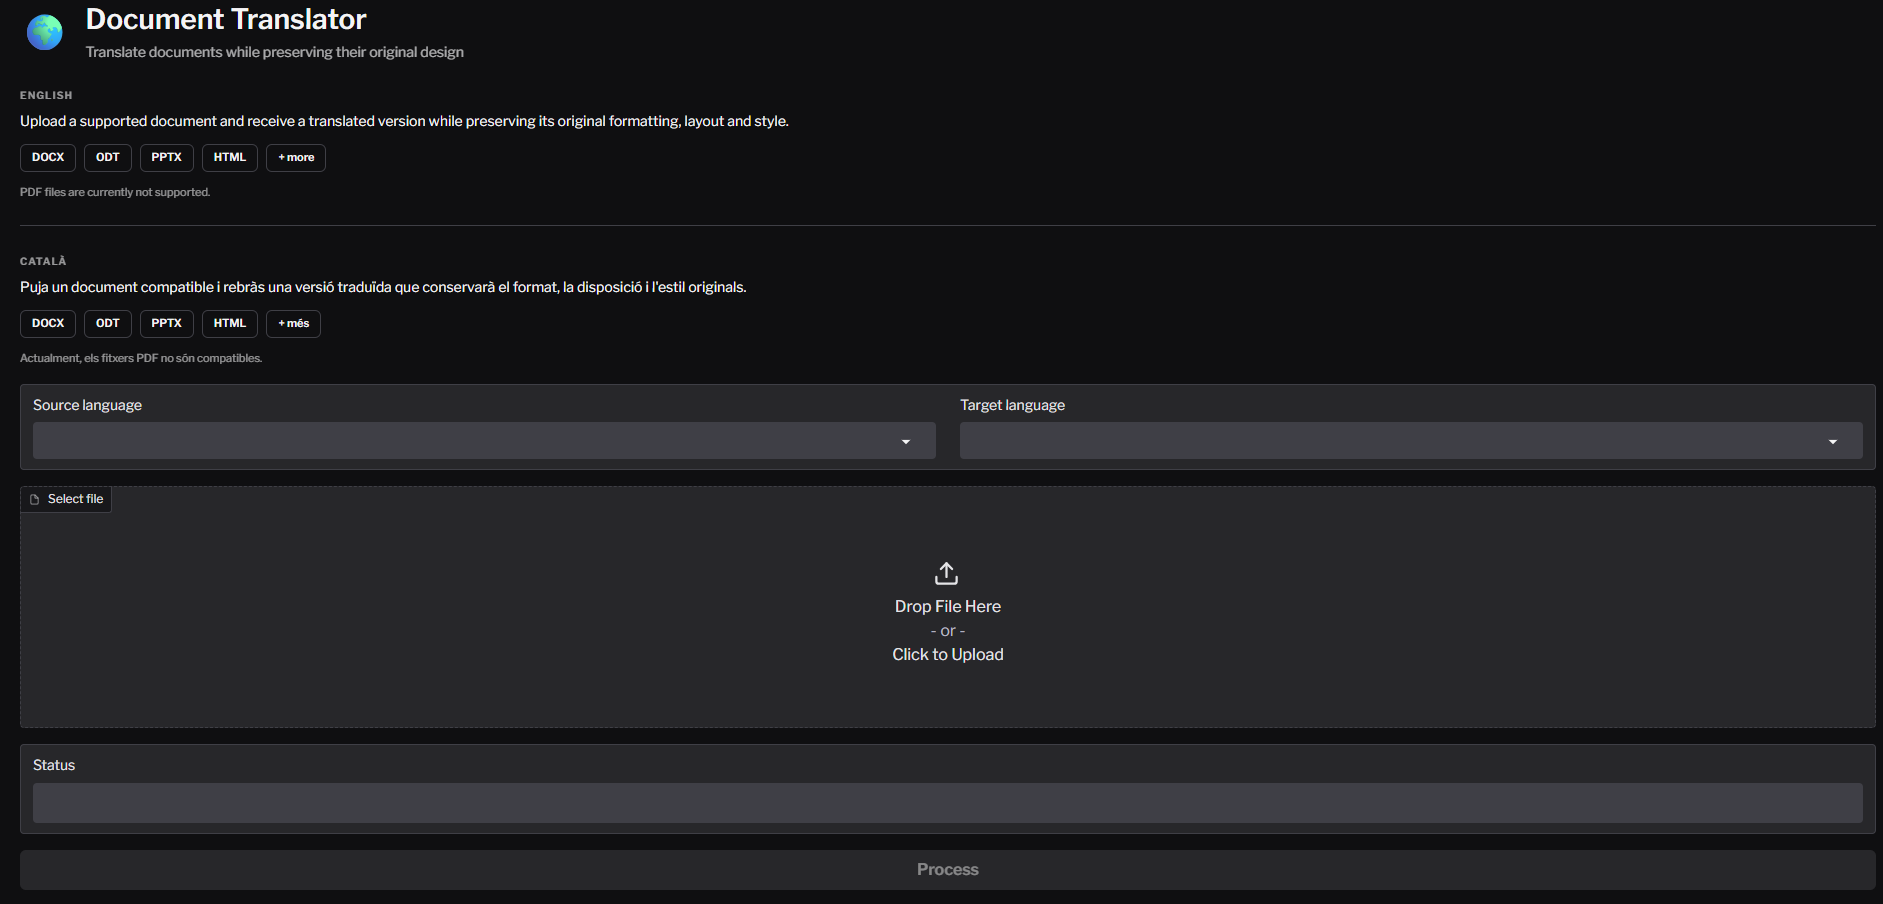 Document Translator
Translate documents while preserving their original design
ENGLISH
Upload a supported document and receive a translated version while preserving its original formatting, layout and style.
DOCX ODT PPTX HTML + more
PDF files are currently not supported.
CATALÀ
Puja un document compatible i rebràs una versió traduïda que conservarà el format, la disposició i l'estil originals.
DOCX ODT PPTX HTML + més
Actualment, els fitxers PDF no són compatibles.
Source language Target language
Select file
Drop File Here
- or -
Click to Upload
Status
Process